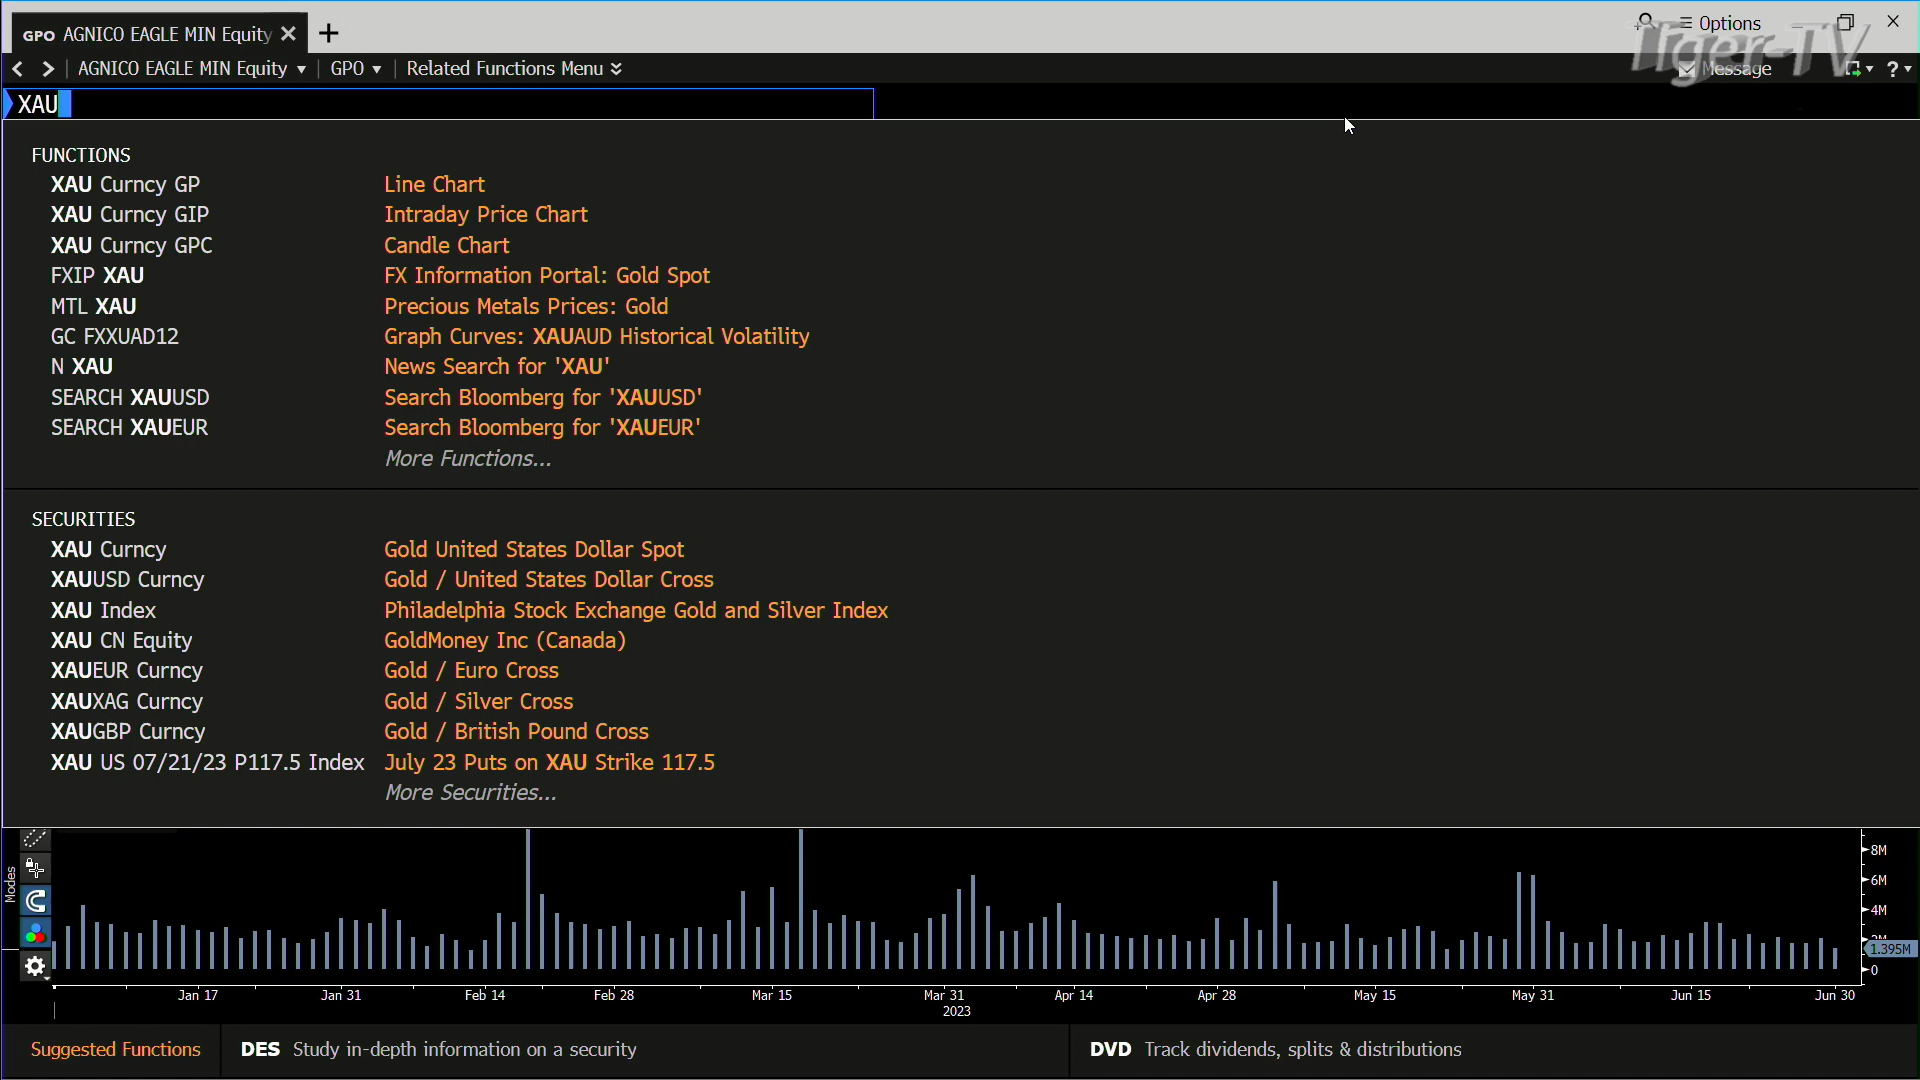 GPO AGNICO EAGLE MIN Equity
Options
Tiger-TV
AGNICO EAGLE MIN Equity
GPO
Related Functions Menu
Message
?
XAU
FUNCTIONS
XAU Curncy GP Line Chart
XAU Curncy GIP Intraday Price Chart
XAU Curncy GPC Candle Chart
FXIP XAU FX Information Portal: Gold Spot
MTL XAU Precious Metals Prices: Gold
GC FXXUAD12 Graph Curves: XAUAUD Historical Volatility
N XAU News Search for 'XAU'
SEARCH XAUUSD Search Bloomberg for 'XAUUSD'
SEARCH XAUEUR Search Bloomberg for 'XAUEUR'
More Functions...
SECURITIES
XAU Curncy Gold United States Dollar Spot
XAUUSD Curncy Gold / United States Dollar Cross
XAU Index Philadelphia Stock Exchange Gold and Silver Index
XAU CN Equity GoldMoney Inc (Canada)
XAUEUR Curncy Gold / Euro Cross
XAUXAG Curncy Gold / Silver Cross
XAUGBP Curncy Gold / British Pound Cross
XAU US 07/21/23 P117.5 Index July 23 Puts on XAU Strike 117.5
More Securities...
Modes
8M
6M
4M
1.395M
0
Jan 17 Jan 31 Feb 14 Feb 28 Mar 15 Mar 31 Apr 14 Apr 28 May 15 May 31 Jun 15 Jun 30
2023
Suggested Functions DES Study in-depth information on a security DVD Track dividends, splits & distributions